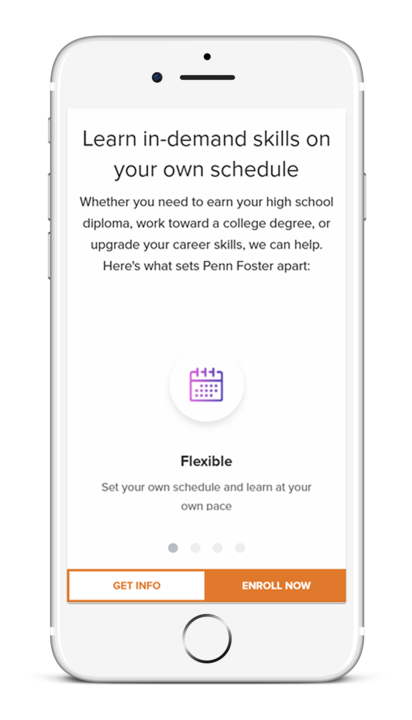 Learn in-demand skills on
your own schedule
Whether you need to earn your high school
diploma, work toward a college degree, or
upgrade your career skills, we can help.
Here's what sets Penn Foster apart:
Flexible
Set your own schedule and learn at your
own pace
GET INFO
ENROLL NOW